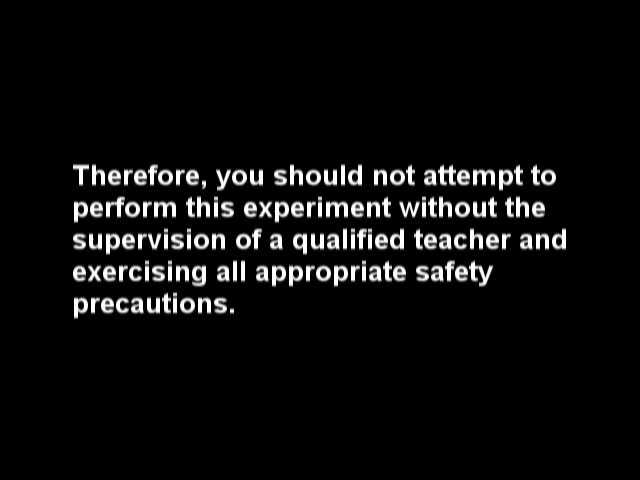 Therefore, you should not attempt to
perform this experiment without the
supervision of a qualified teacher and
exercising all appropriate safety
precautions.